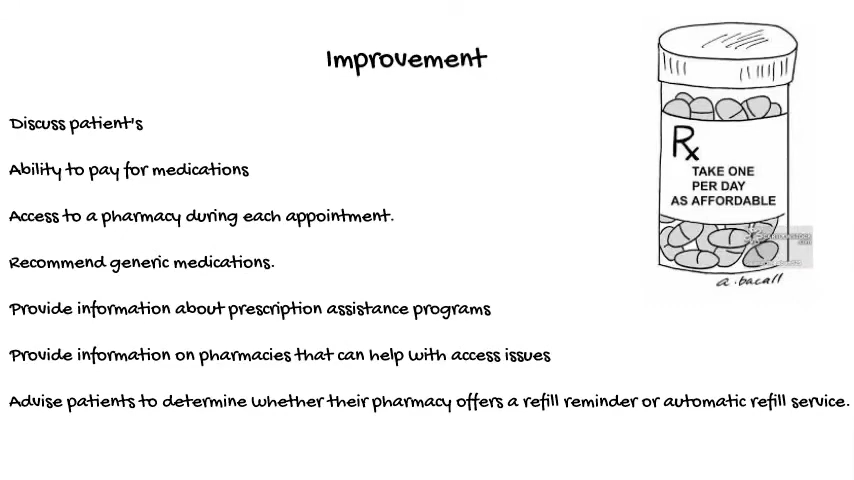 Improvement
Discuss patient's
Ability to pay for medications
Access to a pharmacy during each appointment.
Recommend generic medications.
Provide information about prescription assistance programs
Provide information on pharmacies that can help with access issues
Advise patients to determine whether their pharmacy offers a refill reminder or automatic refill service.
Rx
TAKE ONE
PER DAY
AS AFFORDABLE
a.bacall